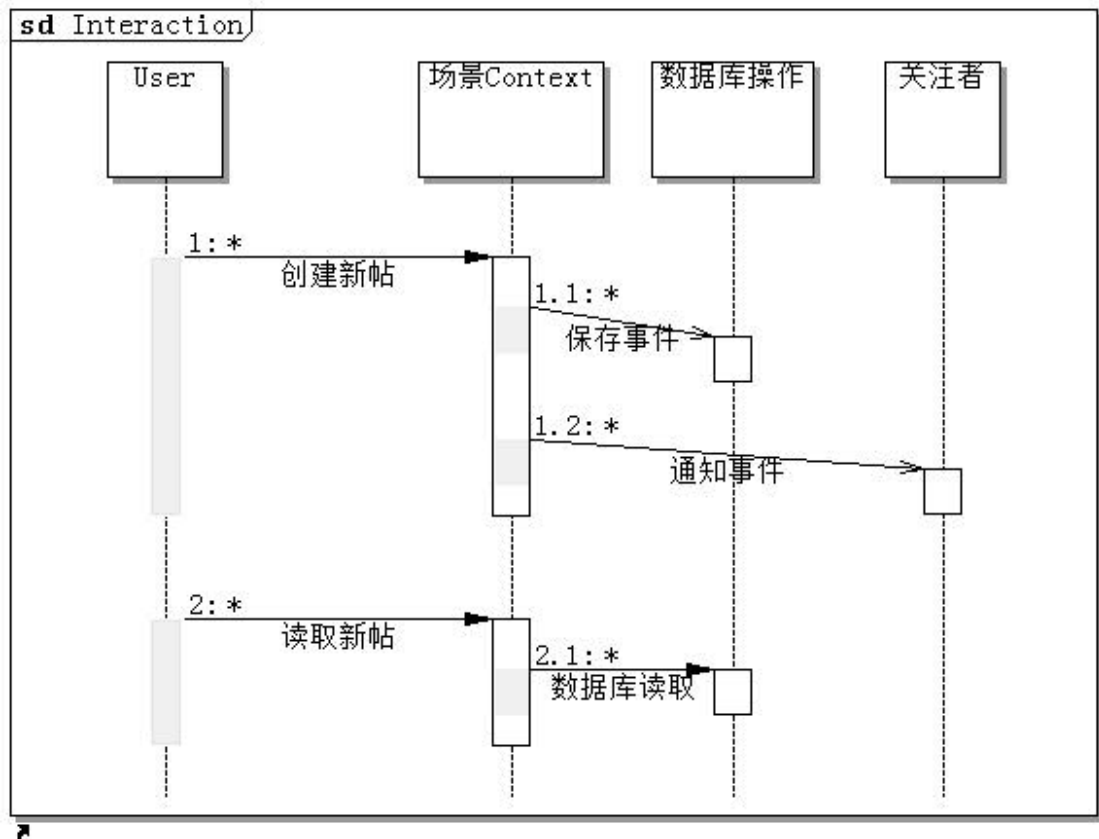 sd Interaction
User
场景Context
数据库操作
关注者
1: *
创建新帖
1.1: *
保存事件
1.2: *
通知事件
2: *
读取新帖
2.1: *
数据库读取